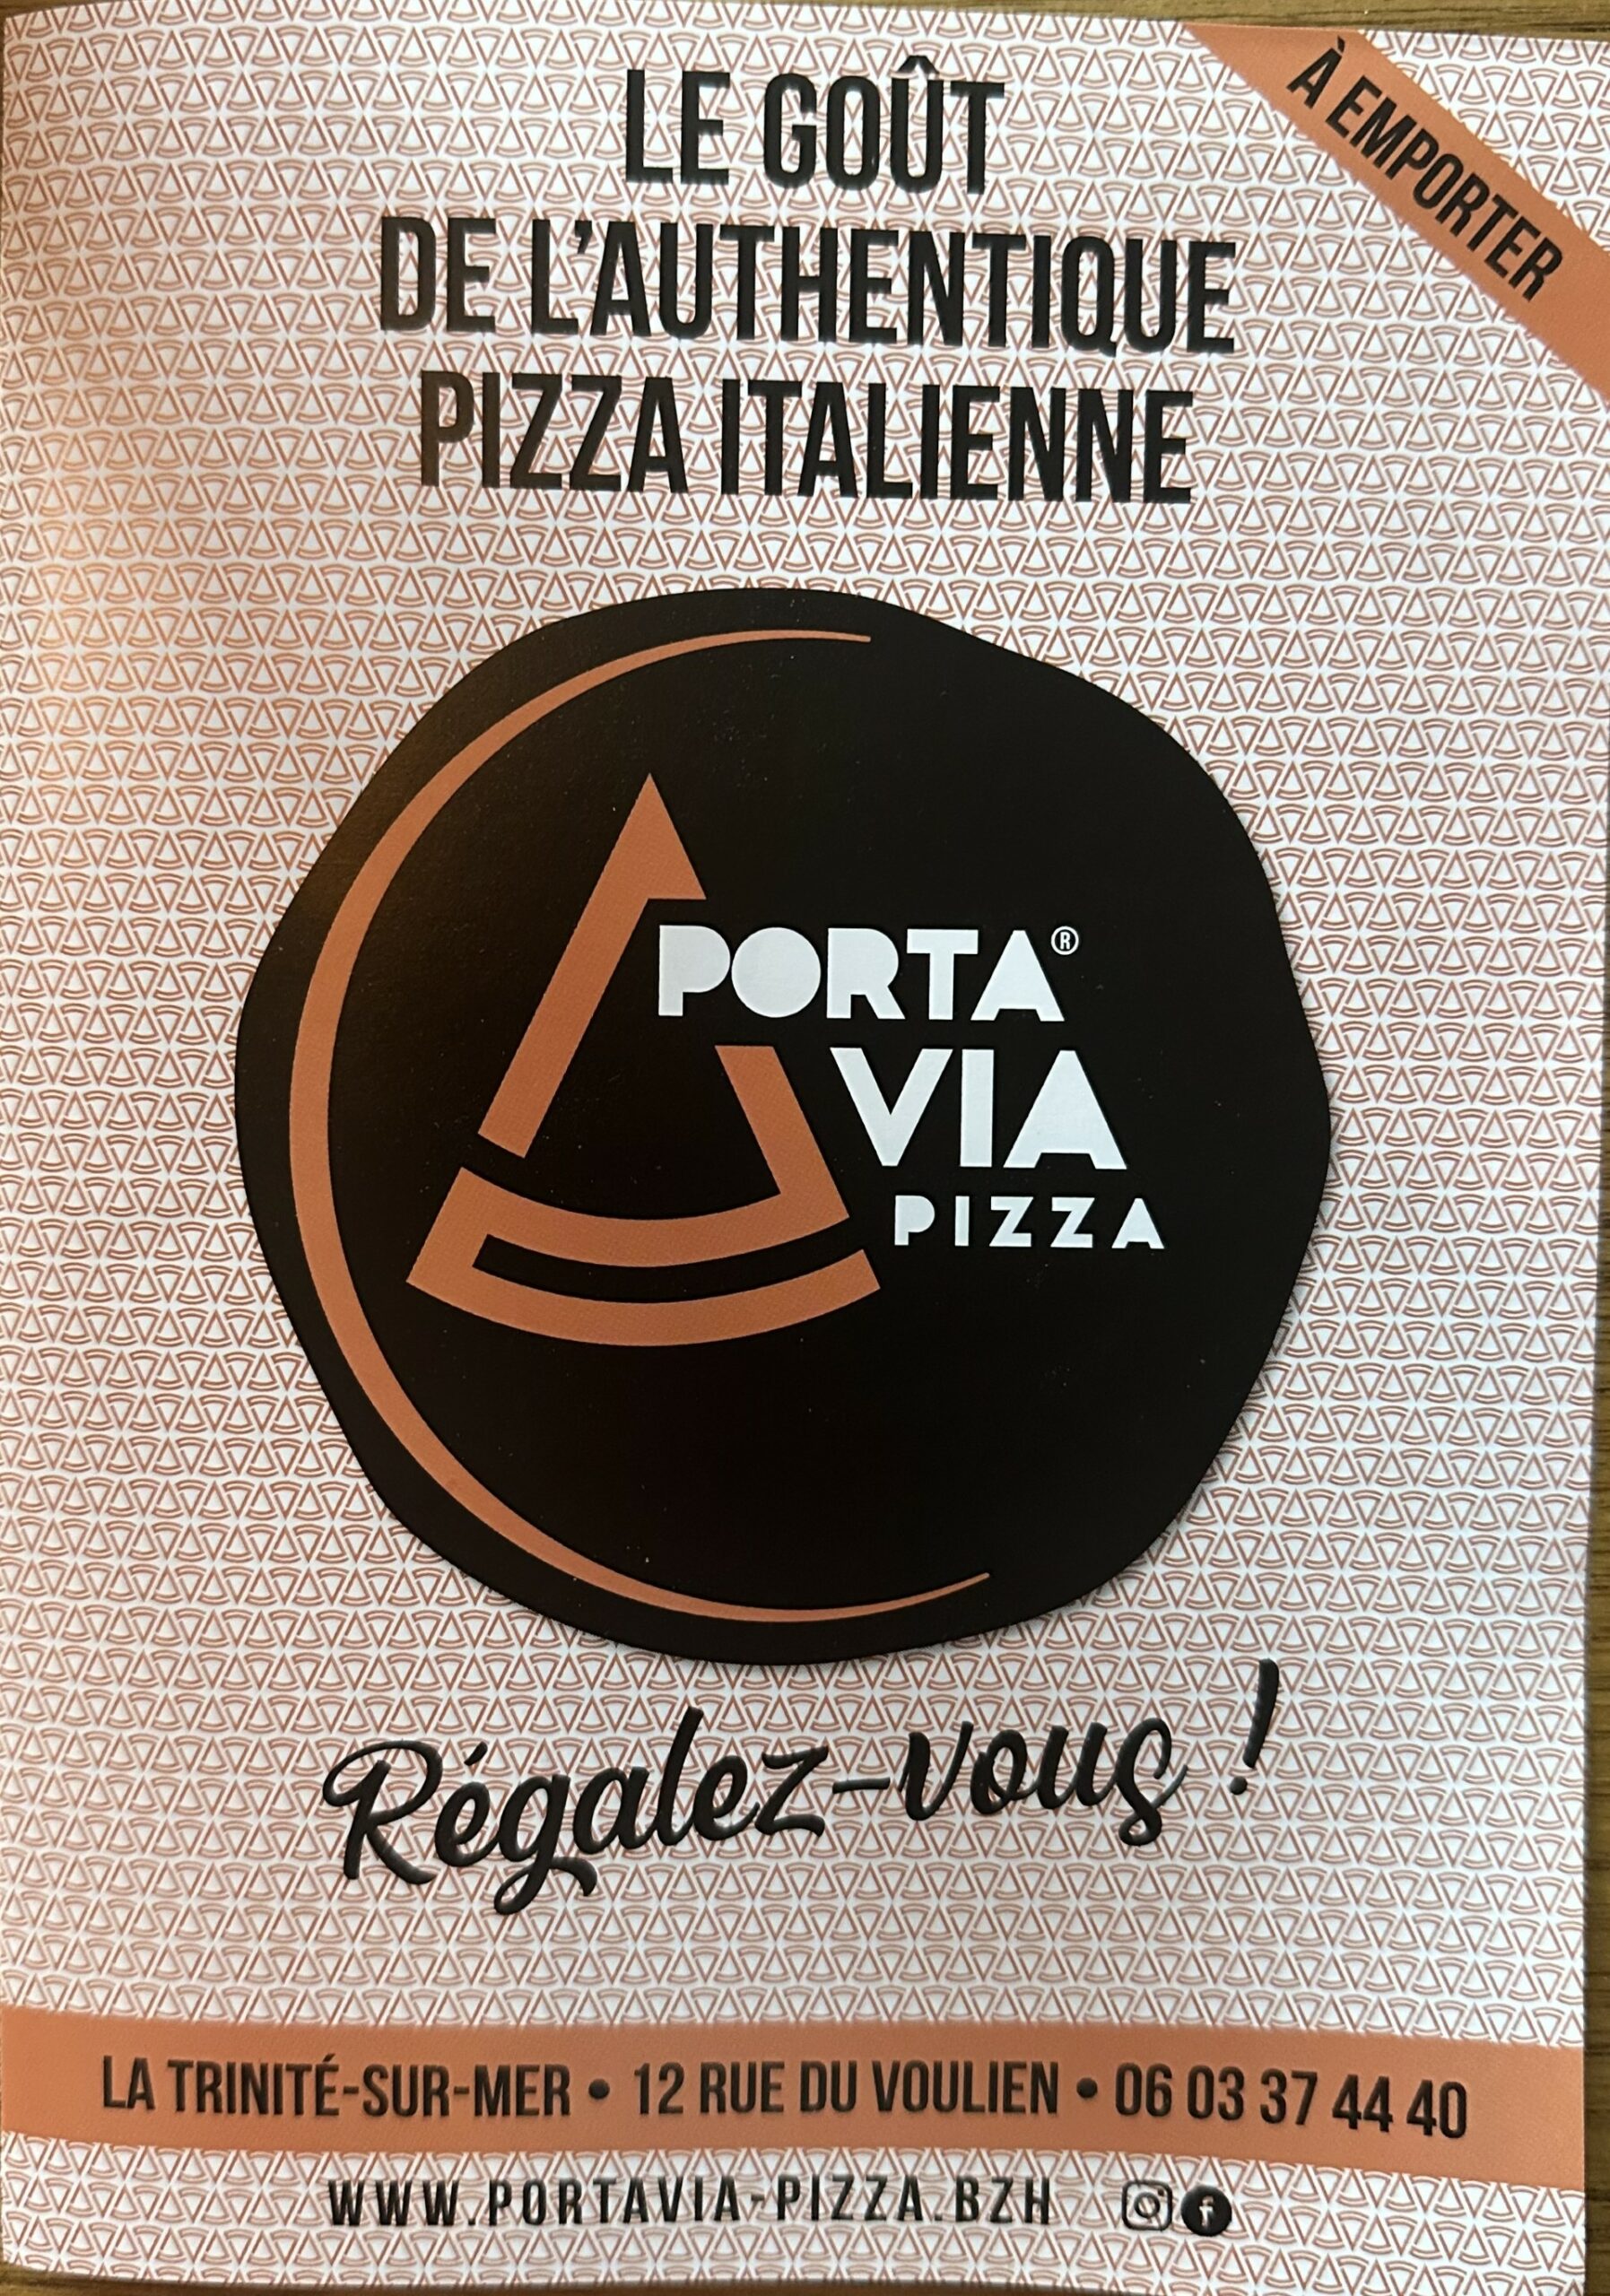 À EMPORTER
LE GOÛT
DE L'AUTHENTIQUE
PIZZA ITALIENNE
PORTA®
VIA
PIZZA
Régalez-vous !
LA TRINITÉ-SUR-MER • 12 RUE DU VOULIEN • 06 03 37 44 40
WWW.PORTAVIA-PIZZA.BZH